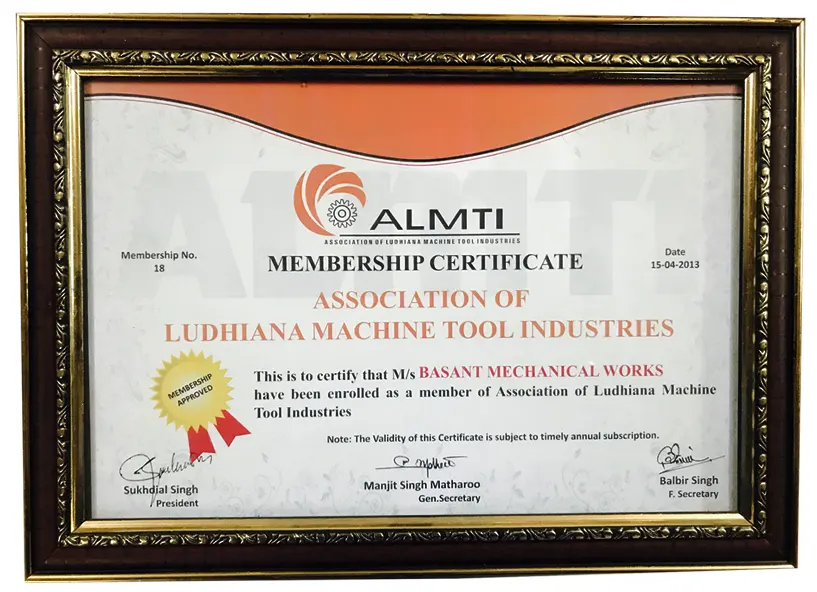 ALMTI
ASSOCIATION OF LUDHIANA MACHINE TOOL INDUSTRIES
Membership No.
18
MEMBERSHIP CERTIFICATE
Date
15-04-2013
ASSOCIATION OF
LUDHIANA MACHINE TOOL INDUSTRIES
This is to certify that M/s BASANT MECHANICAL WORKS
have been enrolled as a member of Association of Ludhiana Machine
Tool Industries
MEMBERSHIP
APPROVED
Note: The Validity of this Certificate is subject to timely annual subscription.
Sukhdial Singh
President
Manjit Singh Matharoo
Gen.Secretary
Balbir Singh
F. Secretary